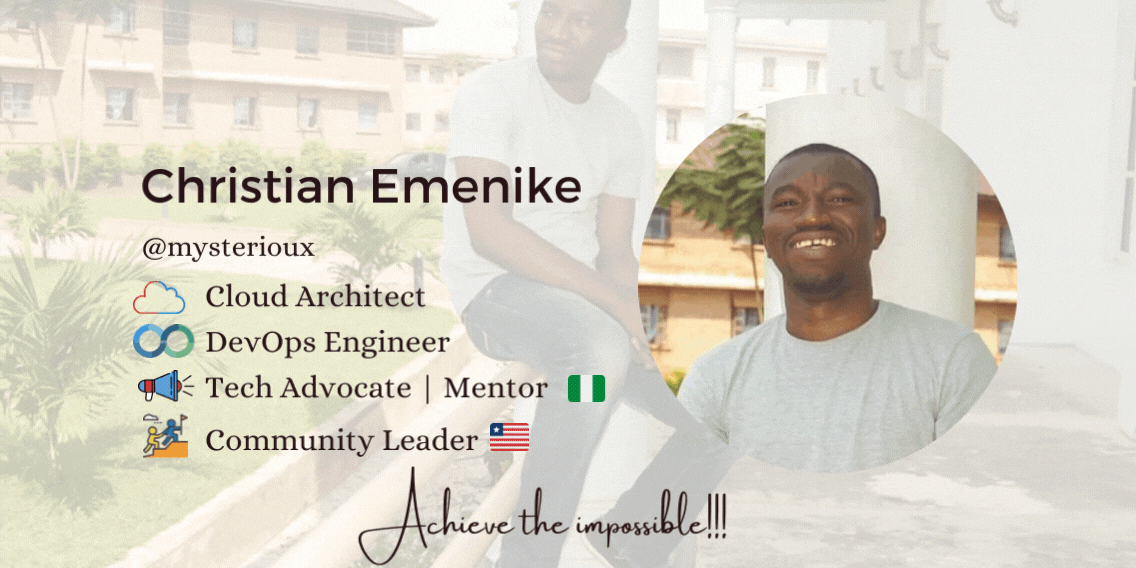 Christian Emenike
@mysterioux
Cloud Architect
DevOps Engineer
Tech Advocate | Mentor
Community Leader
Achieve the impossible!!!